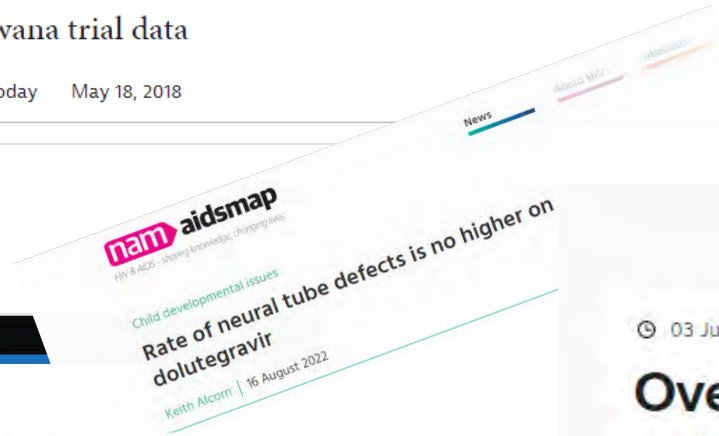 wana trial data
oday May 18, 2018
News
About HIV
nam aidsmap
HIV & AIDS - sharing knowledge, changing lives
Child developmental issues
Rate of neural tube defects is no higher on
dolutegravir
Keith Alcorn | 16 August 2022
03 Ju
Ove